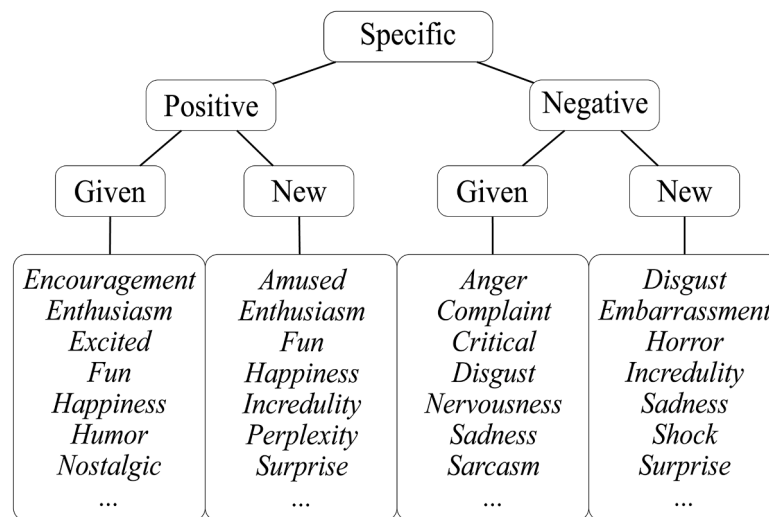 Specific
Positive
Negative
Given
New
Given
New
Encouragement
Enthusiasm
Excited
Fun
Happiness
Humor
Nostalgic
...
Amused
Enthusiasm
Fun
Happiness
Incredulity
Perplexity
Surprise
...
Anger
Complaint
Critical
Disgust
Nervousness
Sadness
Sarcasm
...
Disgust
Embarrassment
Horror
Incredulity
Sadness
Shock
Surprise
...